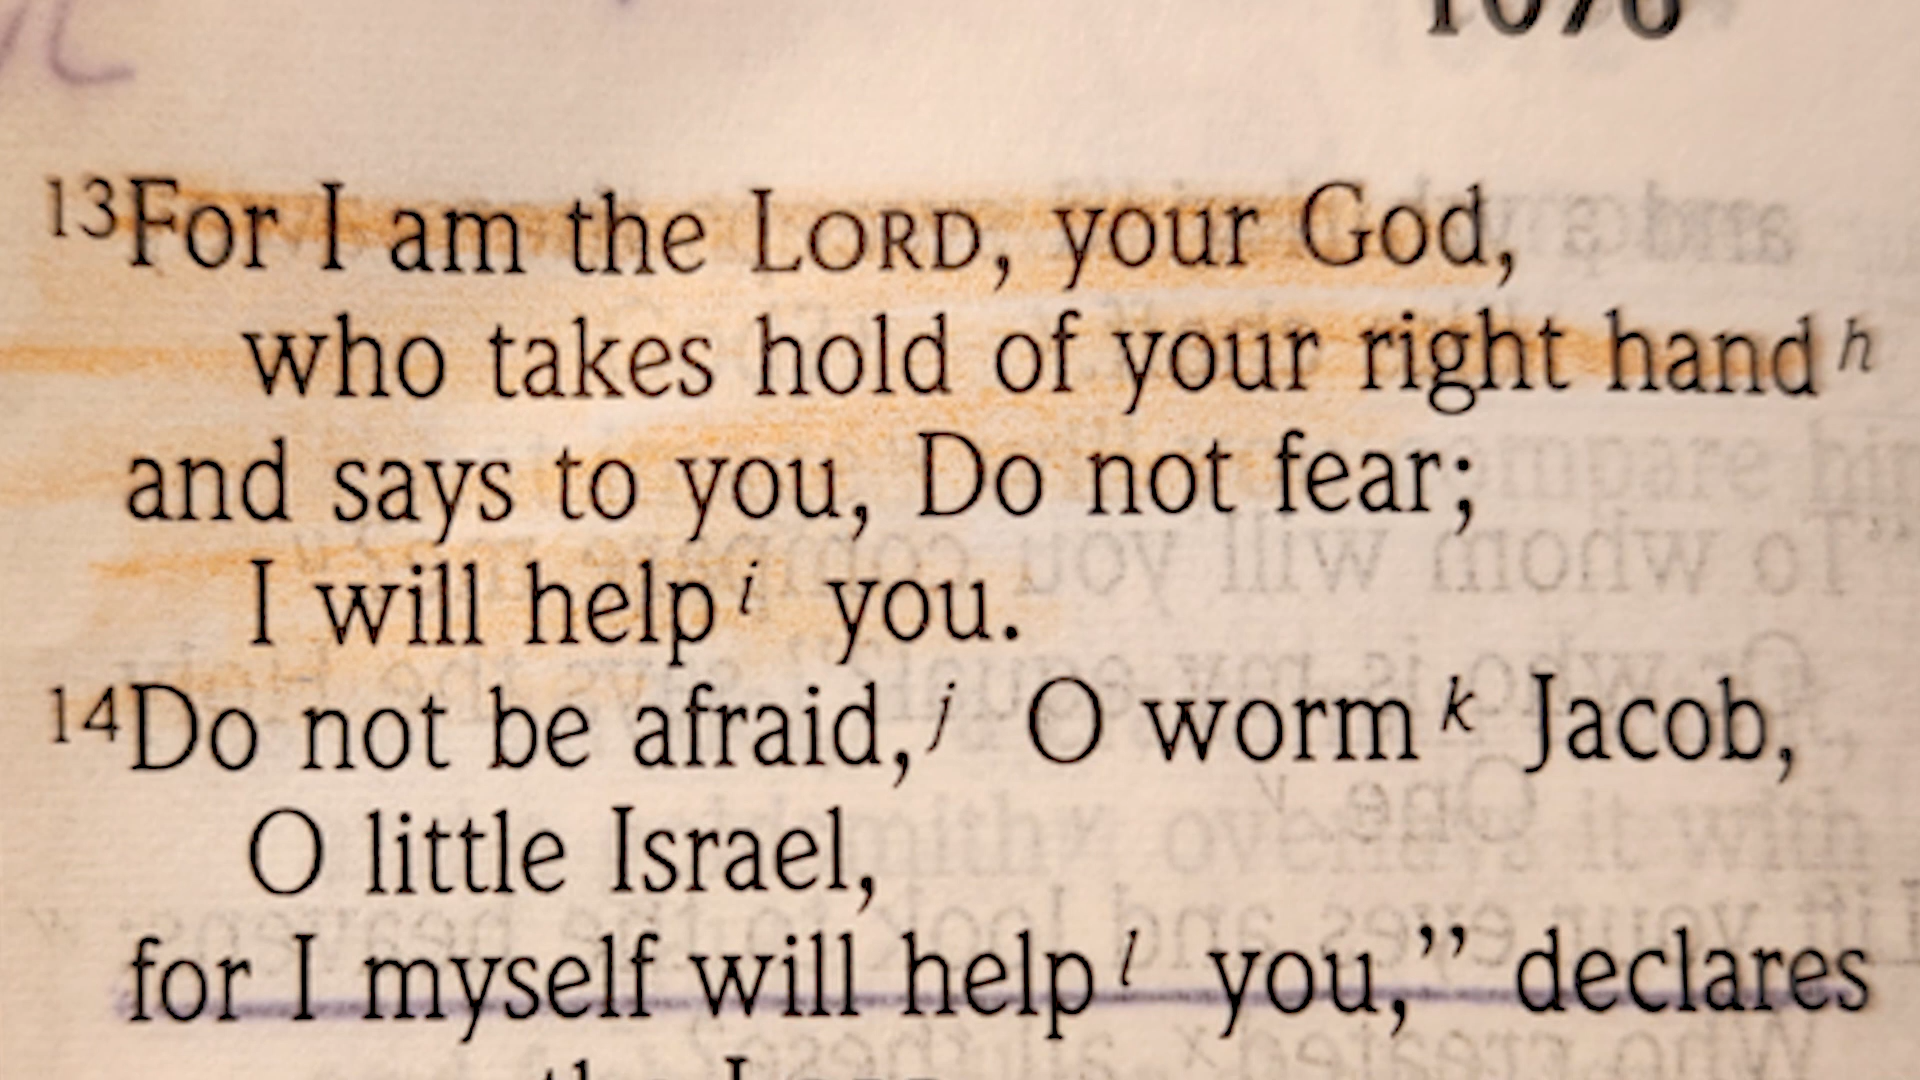 1076
13For I am the LORD, your God,
who takes hold of your right hand h
and says to you, Do not fear;
I will help i you.
14Do not be afraid, j O worm k Jacob,
O little Israel,
for I myself will help l you,” declares